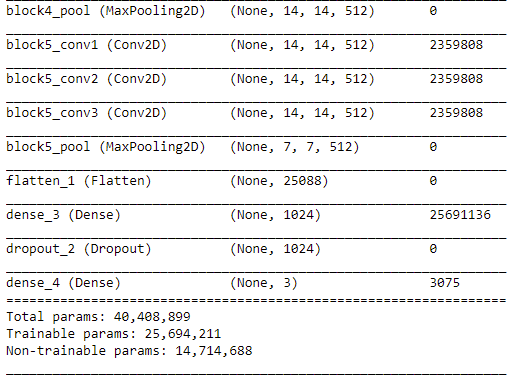 block4_pool (MaxPooling2D) (None, 14, 14, 512) 0
block5_conv1 (Conv2D) (None, 14, 14, 512) 2359808
block5_conv2 (Conv2D) (None, 14, 14, 512) 2359808
block5_conv3 (Conv2D) (None, 14, 14, 512) 2359808
block5_pool (MaxPooling2D) (None, 7, 7, 512) 0
flatten_1 (Flatten) (None, 25088) 0
dense_3 (Dense) (None, 1024) 25691136
dropout_2 (Dropout) (None, 1024) 0
dense_4 (Dense) (None, 3) 3075
Total params: 40,408,899
Trainable params: 25,694,211
Non-trainable params: 14,714,688